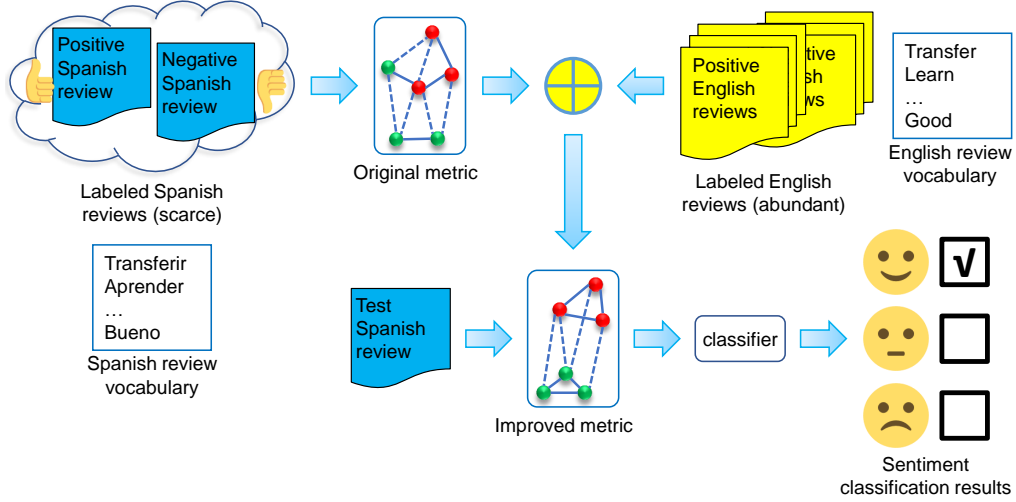 Positive
Spanish
review
Negative
Spanish
review
Labeled Spanish
reviews (scarce)
Original metric
Positive
English
reviews
Labeled English
reviews (abundant)
Transfer
Learn
…
Good
English review
vocabulary
Transferir
Aprender
…
Bueno
Spanish review
vocabulary
Test
Spanish
review
Improved metric
classifier
√
Sentiment
classification results